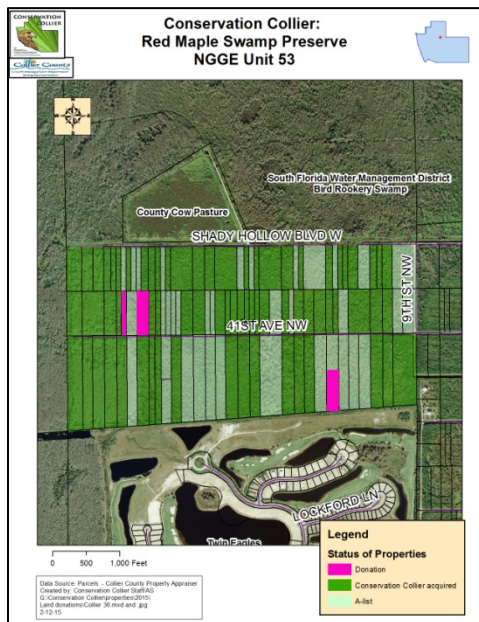 CONSERVATION
COLLIER
Collier County
Conservation Collier:
Red Maple Swamp Preserve
NGGE Unit 53
South Florida Water Management District
Bird Rookery Swamp
County Cow Pasture
SHADY HOLLOW BLVD W
9TH ST NW
41ST AVE NW
LOCKFORD LN
Twin Eagles
0 500 1,000 Feet
Legend
Status of Properties
Donation
Conservation Collier acquired
A-list
Data Source: Parcels - Collier County Property Appraiser
Created by: Conservation Collier Staff/AS
G:\Conservation Collier\properties\2015\
Land donations\Collier 36.mxd and .jpg
2-12-15